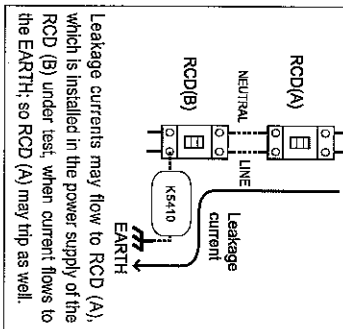 RCD(A)
NEUTRAL
LINE
Leakage
current
RCD(B)
K5410
EARTH
Leakage currents may flow to RCD (A),
which is installed in the power supply of the
RCD (B) under test, when current flows to
the EARTH; so RCD (A) may trip as well.